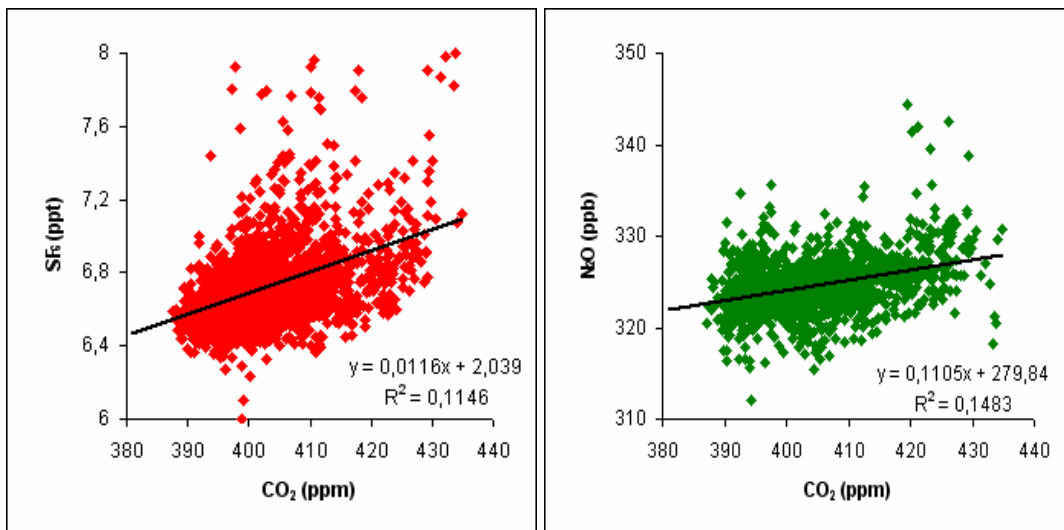 8
7,6
7,2
6,8
6,4
6
SF₆ (ppt)
y = 0,0116x + 2,039
R² = 0,1146
380 390 400 410 420 430 440
CO₂ (ppm)
350
340
330
320
310
N₂O (ppb)
y = 0,1105x + 279,84
R² = 0,1483
380 390 400 410 420 430 440
CO₂ (ppm)